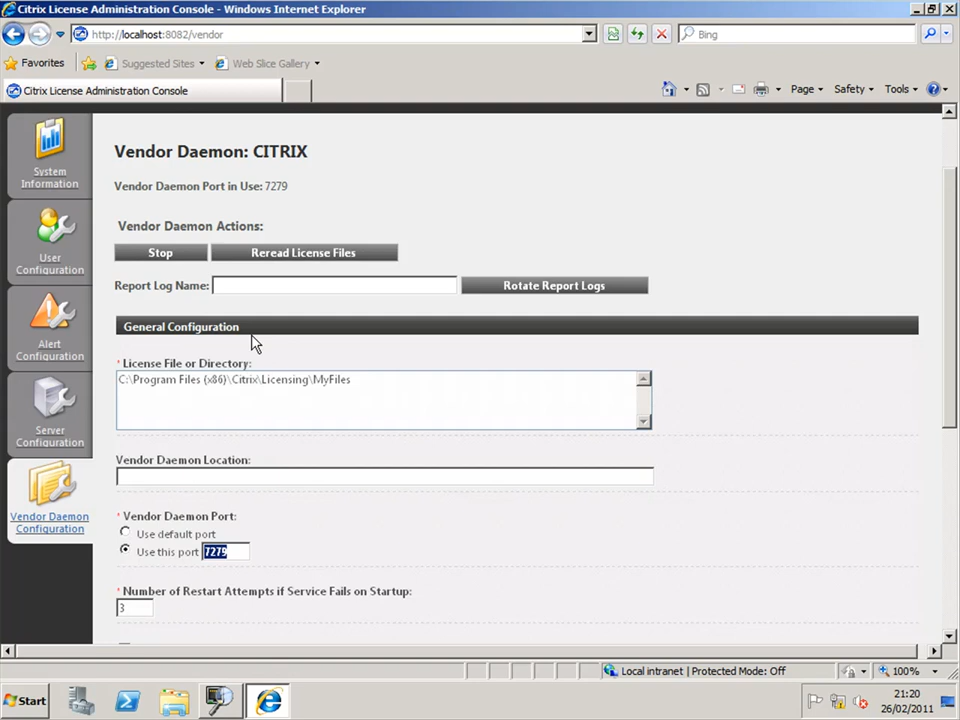 Citrix License Administration Console - Windows Internet Explorer
http://localhost:8082/vendor
Bing
Favorites
Suggested Sites
Web Slice Gallery
Citrix License Administration Console
Page
Safety
Tools
System Information
User Configuration
Alert Configuration
Server Configuration
Vendor Daemon Configuration
Vendor Daemon: CITRIX
Vendor Daemon Port in Use: 7279
Vendor Daemon Actions:
Stop
Reread License Files
Report Log Name:
Rotate Report Logs
General Configuration
* License File or Directory:
C:\Program Files (x86)\Citrix\Licensing\MyFiles
Vendor Daemon Location:
* Vendor Daemon Port:
Use default port
Use this port 7279
* Number of Restart Attempts if Service Fails on Startup:
3
Local intranet | Protected Mode: Off
100%
Start
21:20
26/02/2011